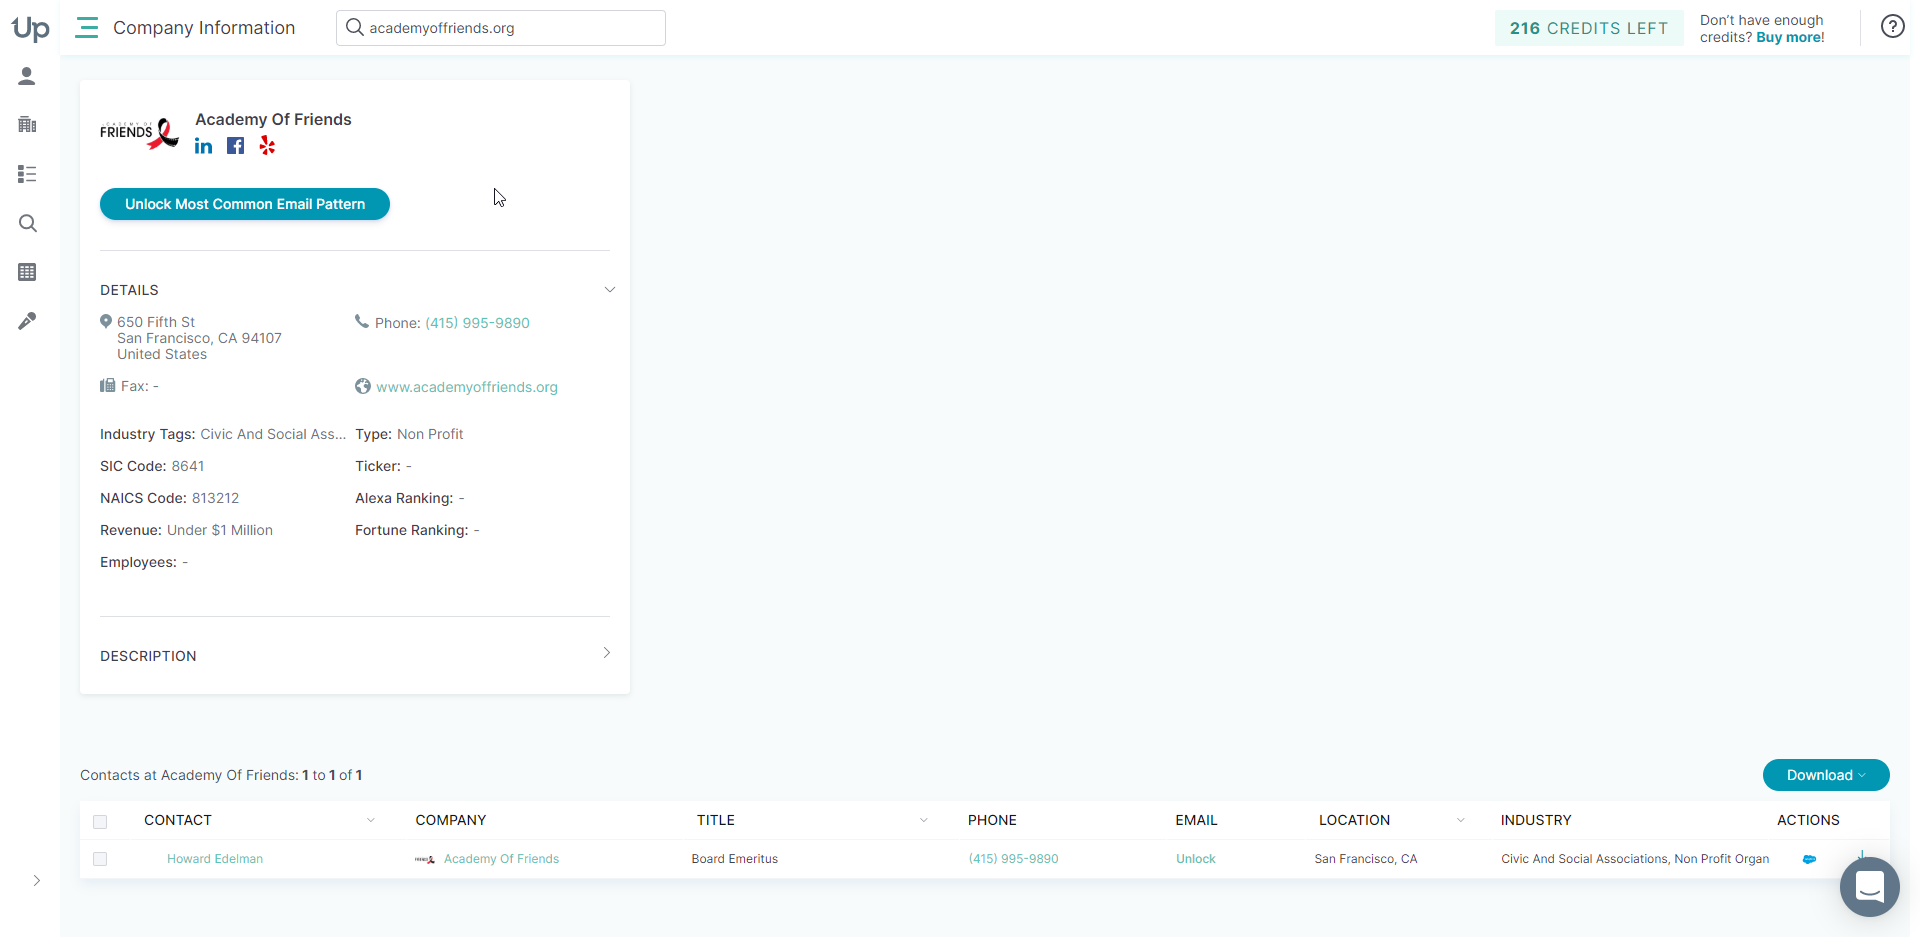 Up
Company Information
academyoffriends.org
216 CREDITS LEFT
Don't have enough
credits? Buy more!
?
ACADEMY OF
FRIENDS
Academy Of Friends
in
Unlock Most Common Email Pattern
DETAILS
650 Fifth St
San Francisco, CA 94107
United States
Phone: (415) 995-9890
Fax: -
www.academyoffriends.org
Industry Tags: Civic And Social Ass...
Type: Non Profit
SIC Code: 8641
Ticker: -
NAICS Code: 813212
Alexa Ranking: -
Revenue: Under $1 Million
Fortune Ranking: -
Employees: -
DESCRIPTION
Contacts at Academy Of Friends: 1 to 1 of 1
Download
CONTACT COMPANY TITLE PHONE EMAIL LOCATION INDUSTRY ACTIONS
Howard Edelman Academy Of Friends Board Emeritus (415) 995-9890 Unlock San Francisco, CA Civic And Social Associations, Non Profit Organ